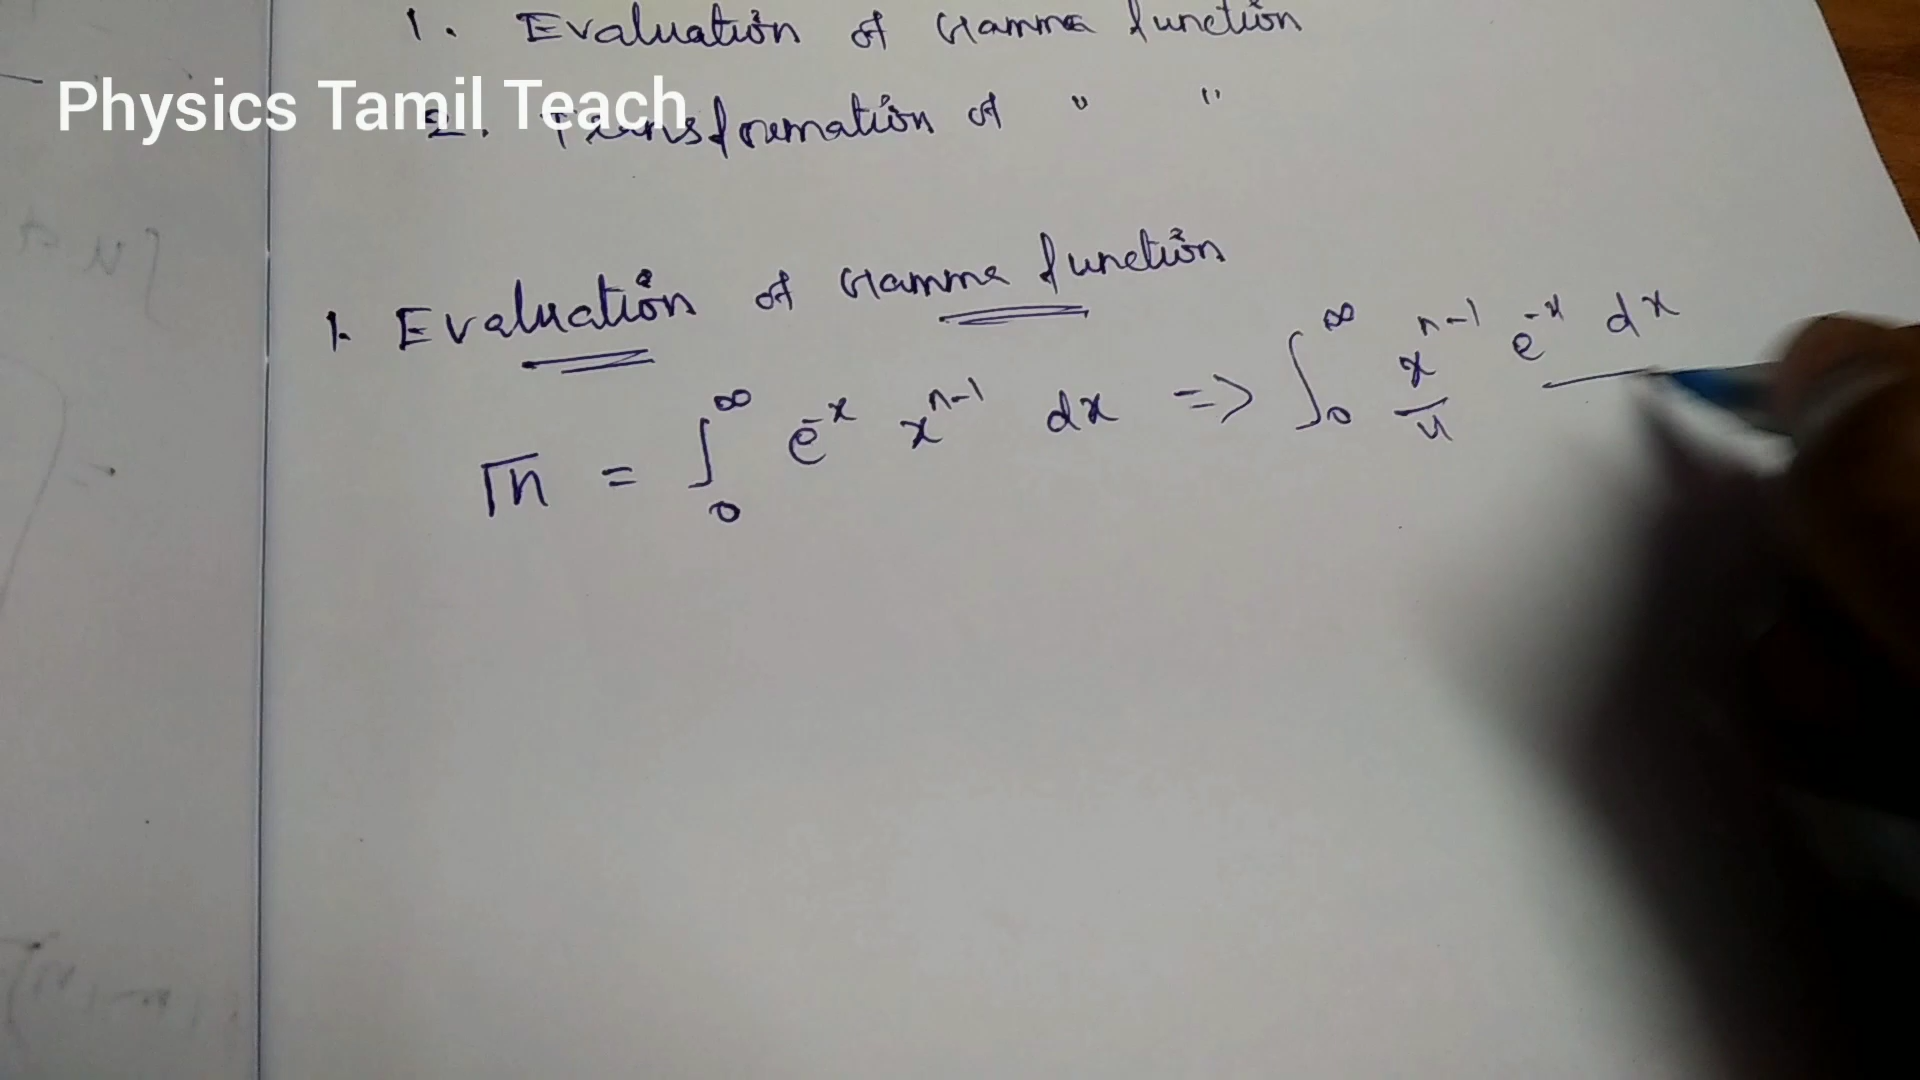 1. Evaluation of Gamma function
Physics Tamil Teach
2. Transformation of " "
1. Evaluation of Gamma function
Γn = ∫₀^∞ e^-x x^n-1 dx => ∫₀^∞ x^n-1 e^-x dx
u